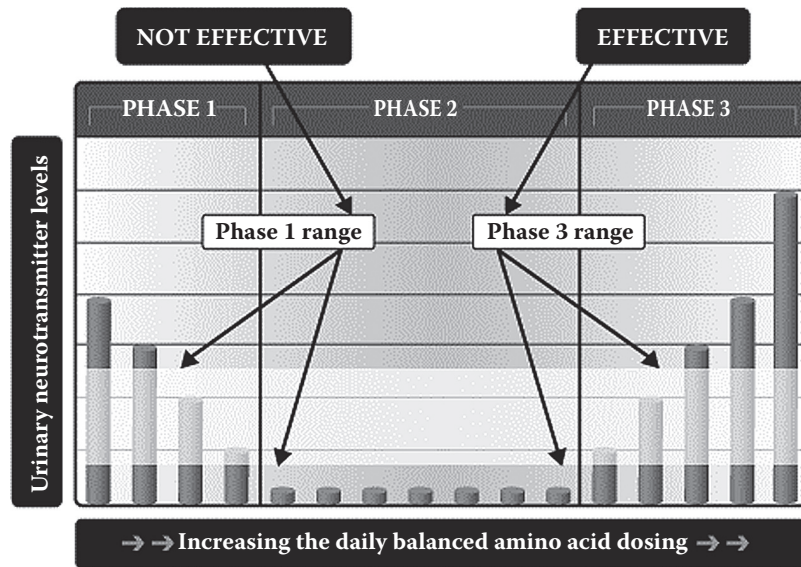 NOT EFFECTIVE
EFFECTIVE
PHASE 1
PHASE 2
PHASE 3
Urinary neurotransmitter levels
Phase 1 range
Phase 3 range
→ → Increasing the daily balanced amino acid dosing → →